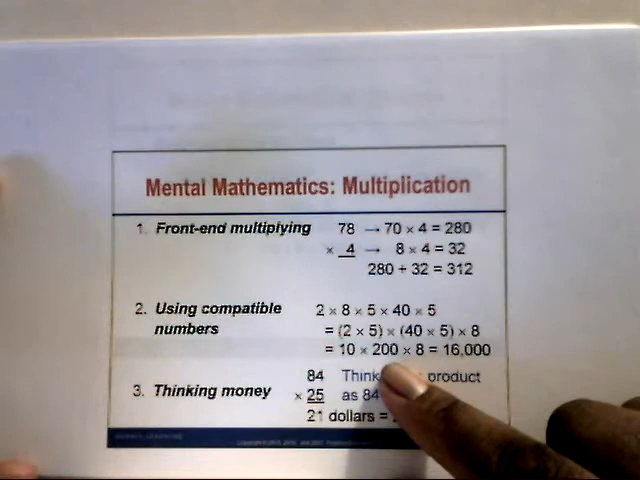 Mental Mathematics: Multiplication
1. Front-end multiplying 78 → 70 × 4 = 280
× 4 → 8 × 4 = 32
280 + 32 = 312
2. Using compatible numbers 2 × 8 × 5 × 40 × 5
= (2 × 5) × (40 × 5) × 8
= 10 × 200 × 8 = 16,000
3. Thinking money 84 Think product
× 25 as 84
21 dollars =